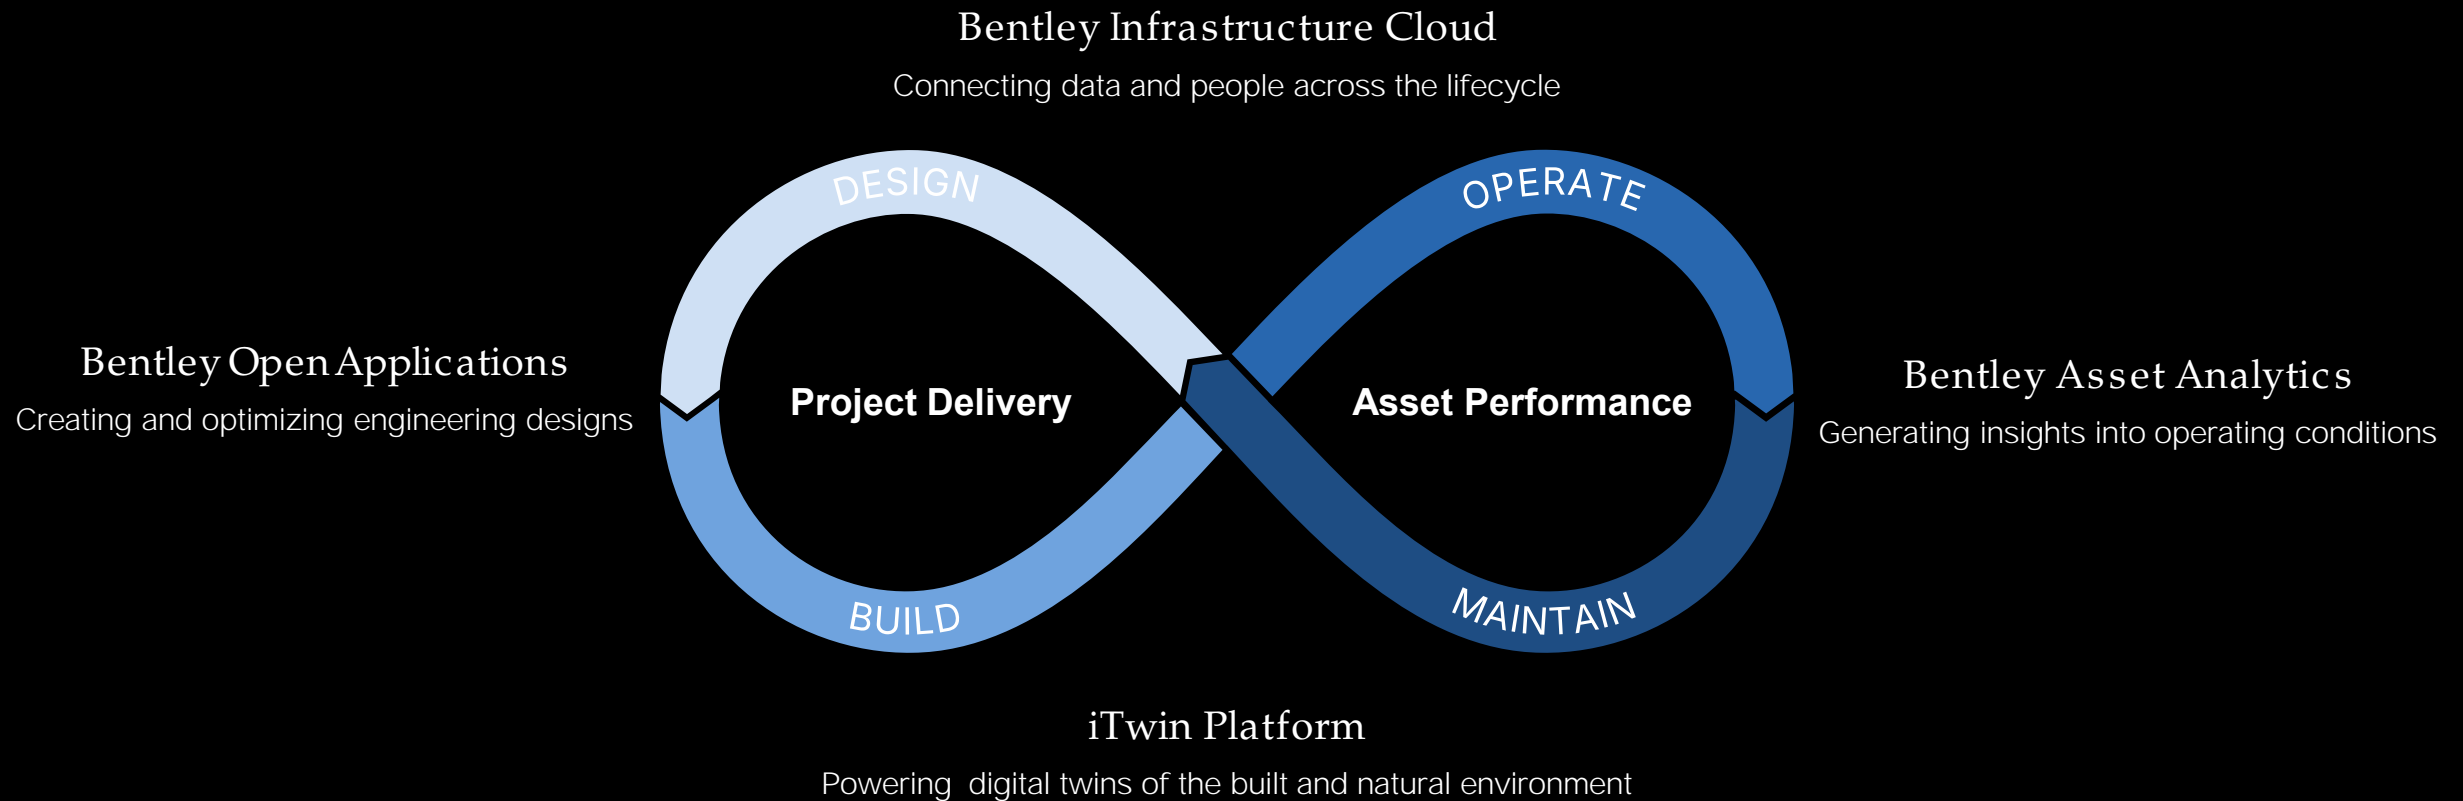 Bentley Infrastructure Cloud
Connecting data and people across the lifecycle
DESIGN
OPERATE
Bentley Open Applications
Creating and optimizing engineering designs
Project Delivery
Asset Performance
Bentley Asset Analytics
Generating insights into operating conditions
BUILD
MAINTAIN
iTwin Platform
Powering digital twins of the built and natural environment